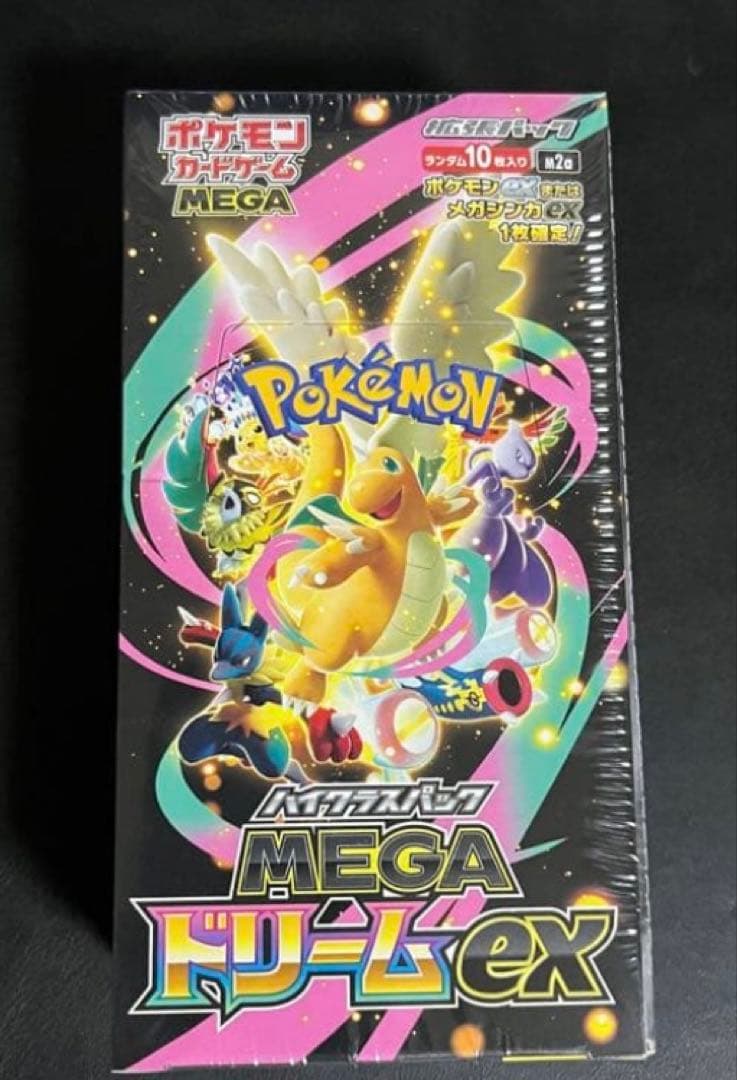 ポケモン
カードゲーム
MEGA
拡張パック
ランダム10枚入り M2a
ポケモンexまたは
メガシンカex
1枚確定!
POKéMON
ハイクラスパック
MEGA
ドリームex